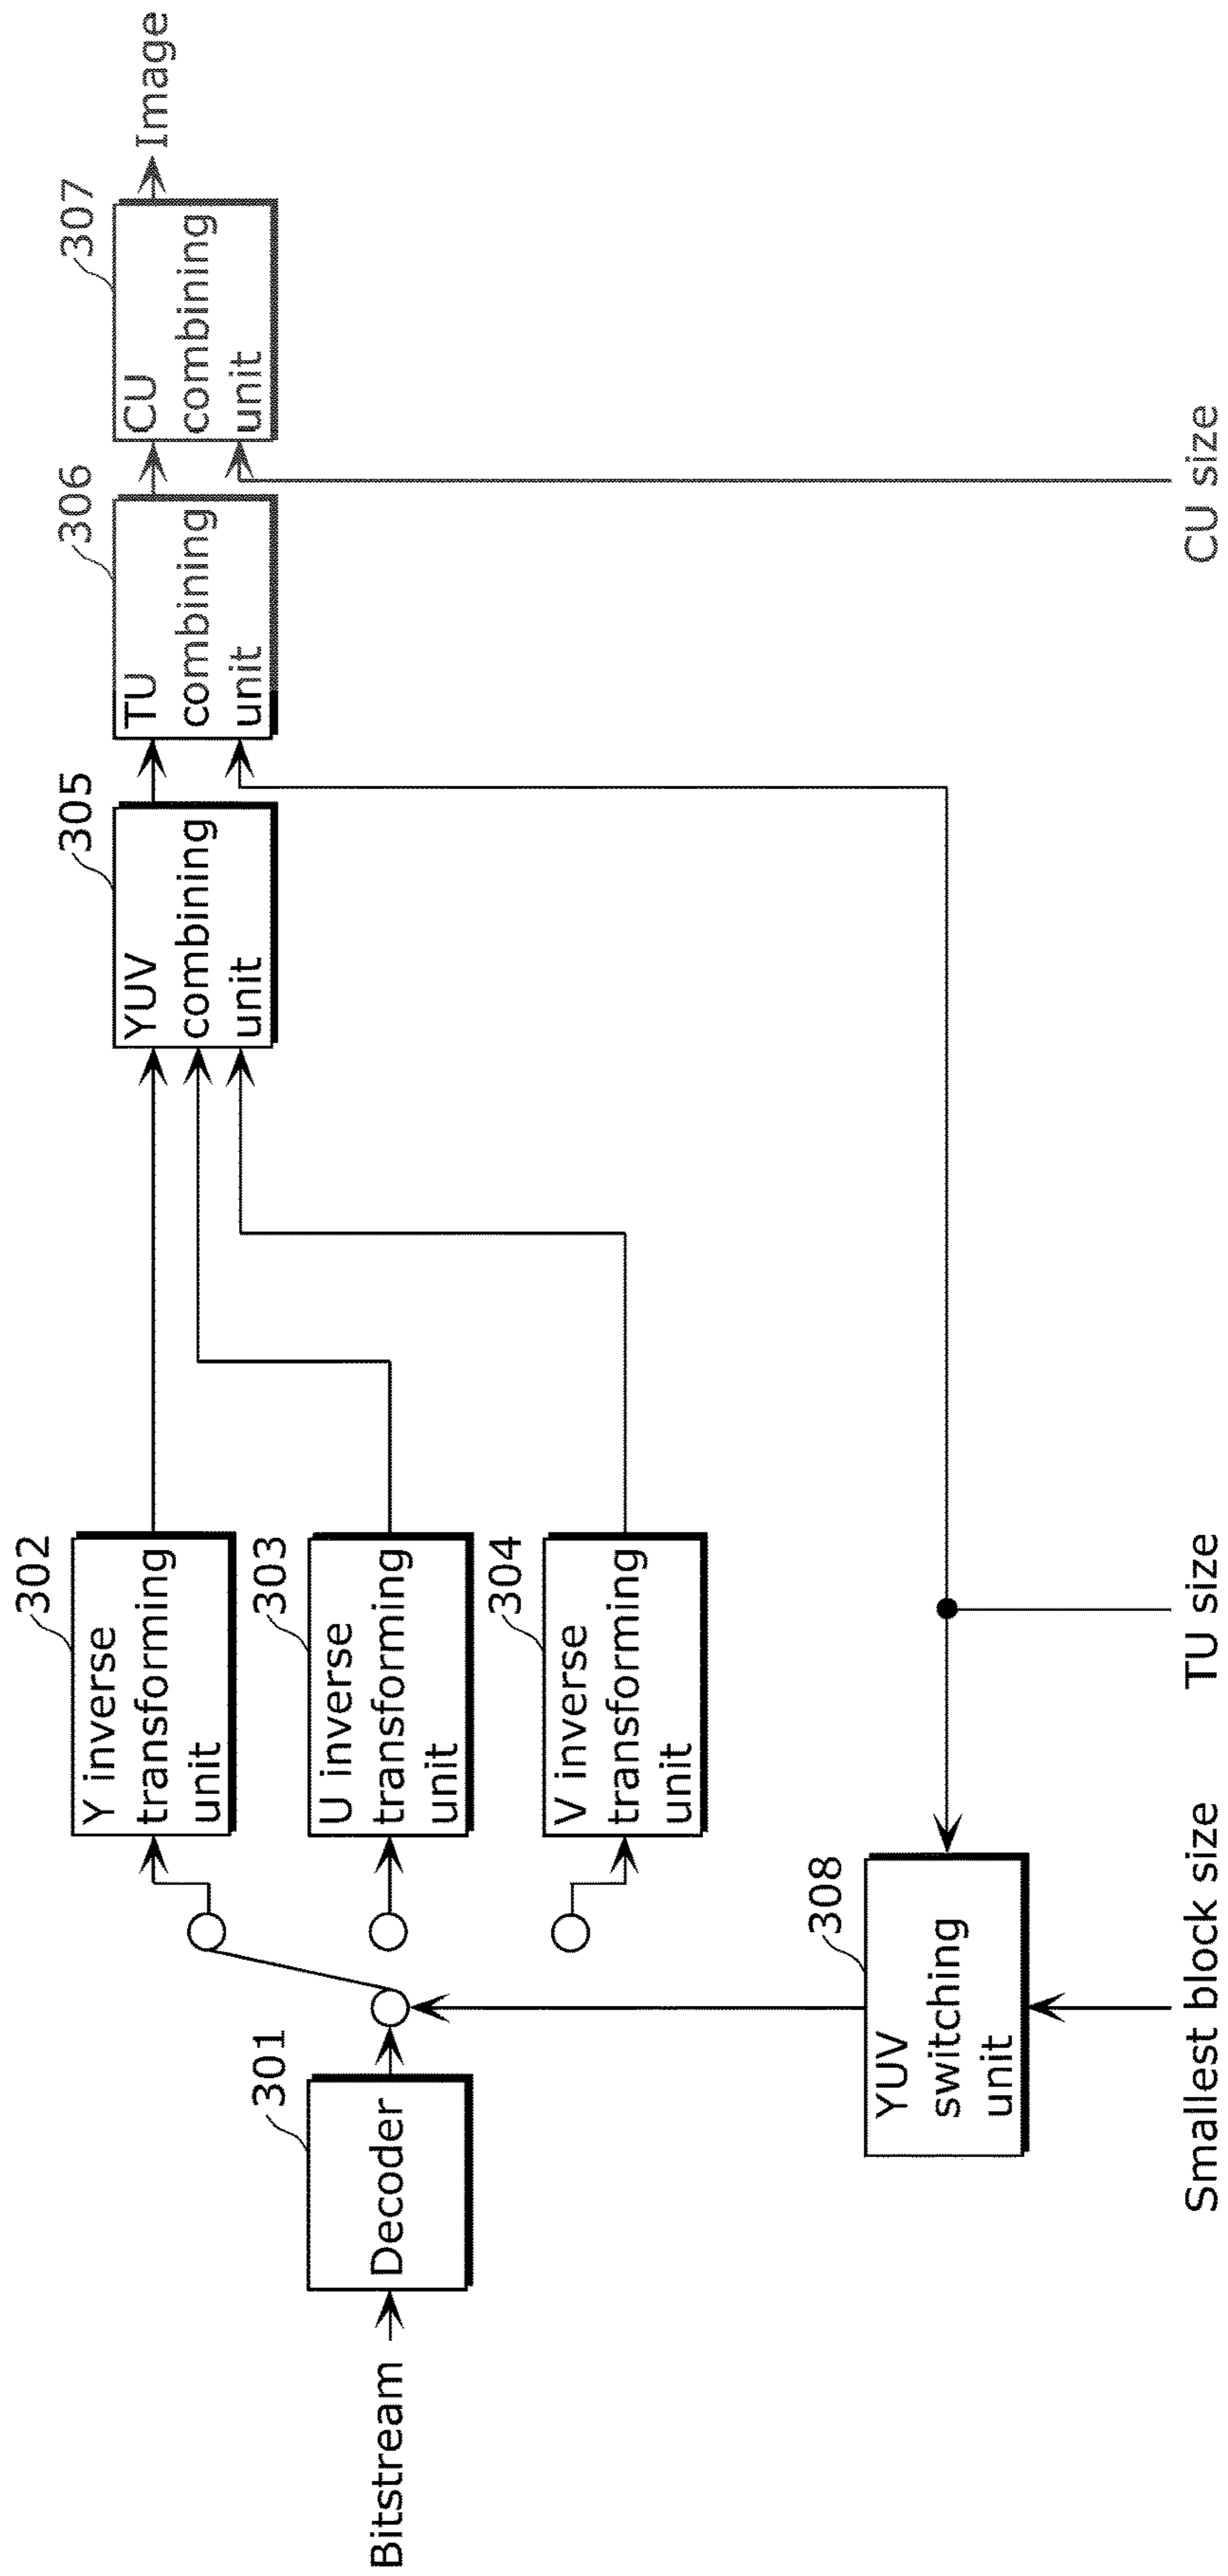 Bitstream
301
Decoder
302
Y inverse
transforming
unit
303
U inverse
transforming
unit
304
V inverse
transforming
unit
305
YUV
combining
unit
306
TU
combining
unit
307
CU
combining
unit
Image
308
YUV
switching
unit
Smallest block size
TU size
CU size